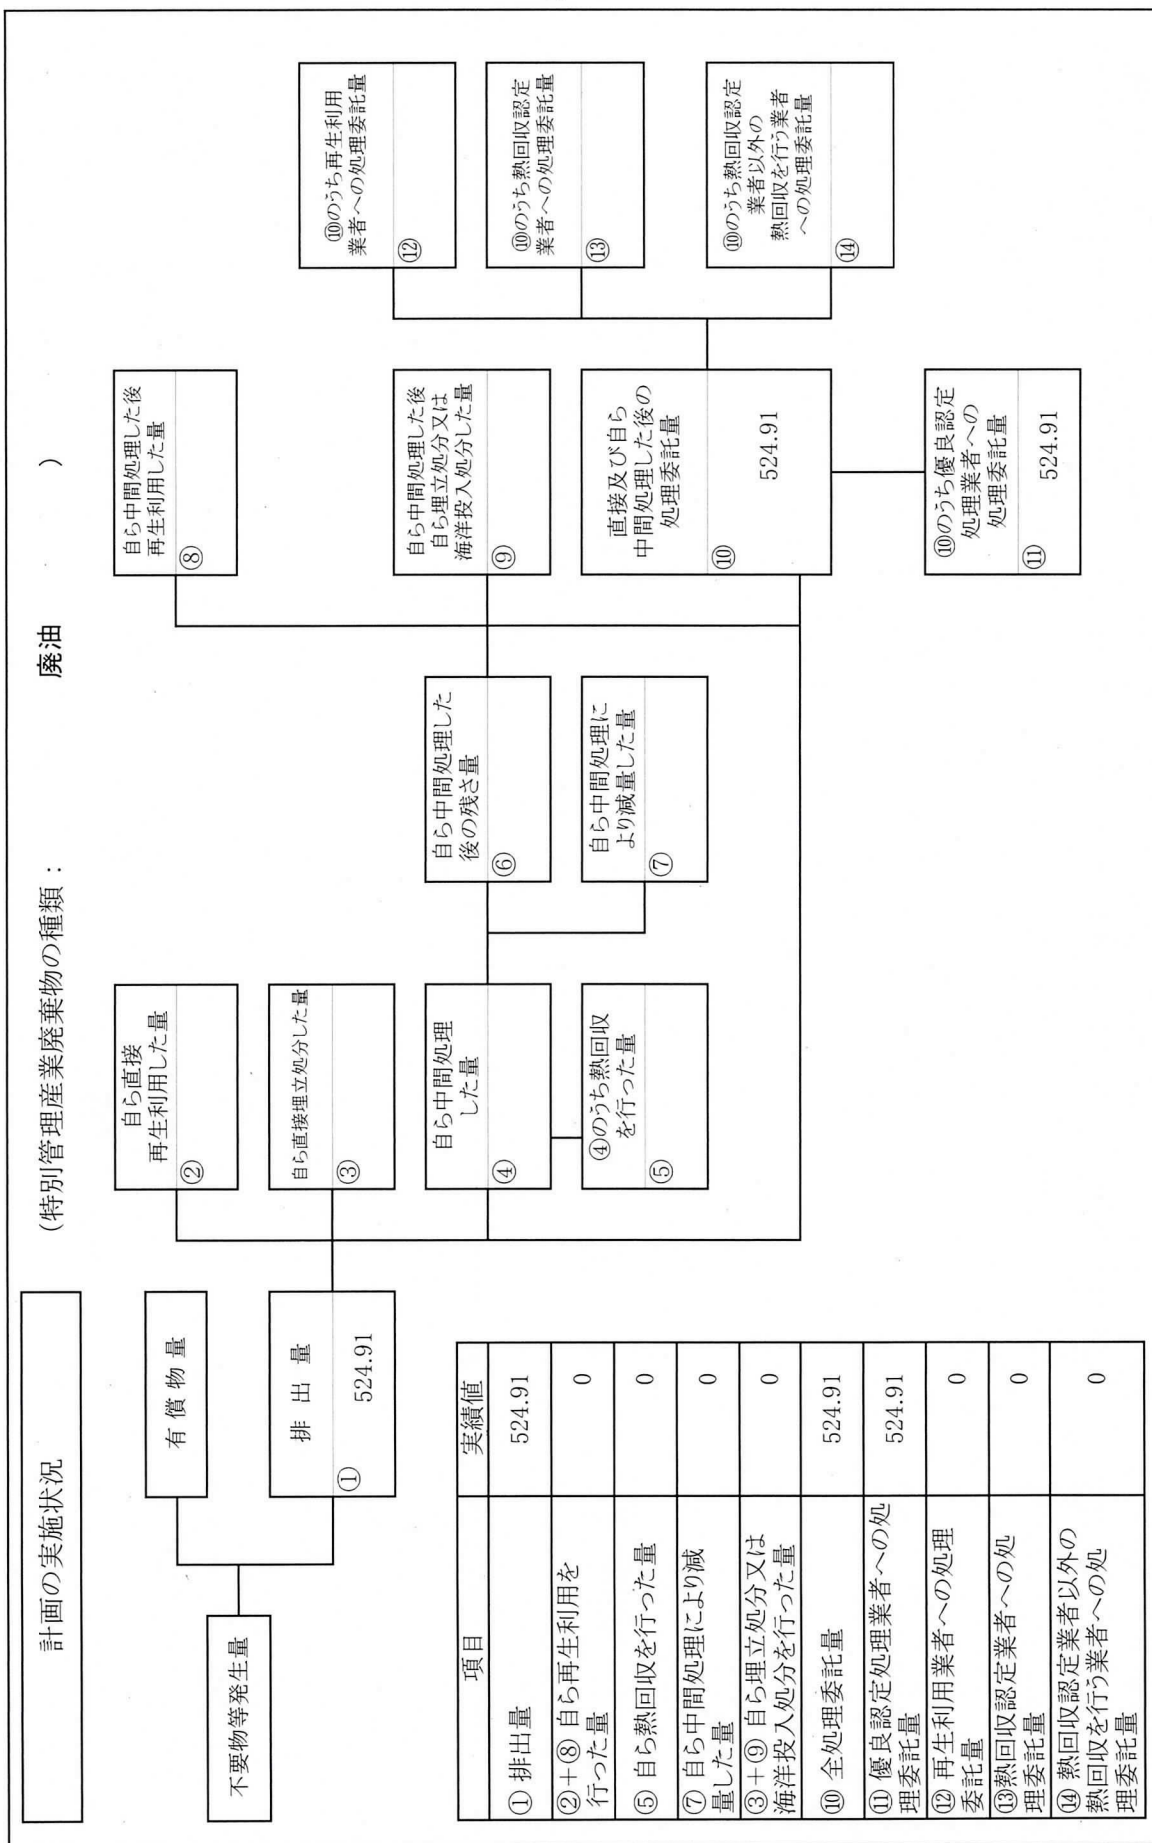 計画の実施状況
(特別管理産業廃棄物の種類: 廃油 )
不要物等発生量
有償物量
排出量
①
524.91
自ら直接
再生利用した量
②
自ら直接埋立処分した量
③
自ら中間処理
した量
④
④のうち熱回収
を行った量
⑤
自ら中間処理した
後の残さ量
⑥
自ら中間処理に
より減量した量
⑦
自ら中間処理した後
再生利用した量
⑧
自ら中間処理した後
自ら埋立処分又は
海洋投入処分した量
⑨
直接及び自ら
中間処理した後の
処理委託量
⑩
524.91
⑩のうち優良認定
処理業者への
処理委託量
⑪
524.91
⑩のうち再生利用
業者への処理委託量
⑫
⑩のうち熱回収認定
業者への処理委託量
⑬
⑩のうち熱回収認定
業者以外の
熱回収を行う業者
への処理委託量
⑭
項目 実績値
① 排出量 524.91
②+⑧ 自ら再生利用を
行った量 0
⑤ 自ら熱回収を行った量 0
⑦ 自ら中間処理により減
量した量 0
③+⑨ 自ら埋立処分又は
海洋投入処分を行った量 0
⑩ 全処理委託量 524.91
⑪ 優良認定処理業者への処
理委託量 524.91
⑫ 再生利用業者への処理
委託量 0
⑬熱回収認定業者への処
理委託量 0
⑭ 熱回収認定業者以外の
熱回収を行う業者への処
理委託量 0